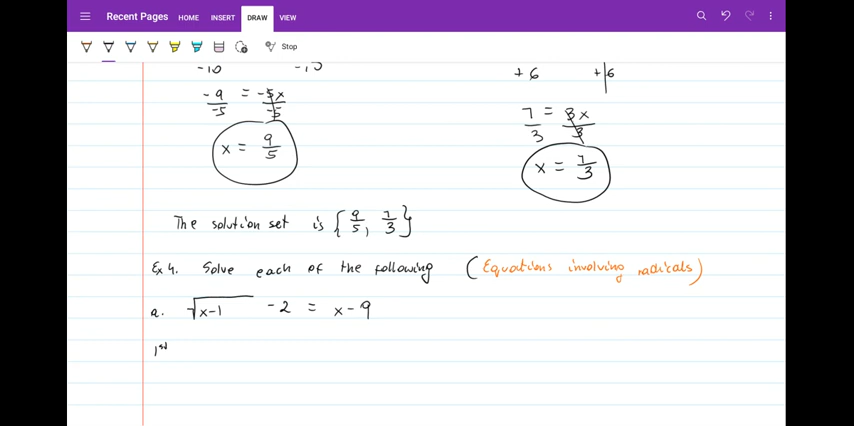 Recent Pages HOME INSERT DRAW VIEW
Stop
-10 -15
+6 +6
-9/-5 = -5x/-5
7/3 = 3x/3
x = 9/5
x = 7/3
The solution set is {9/5, 7/3}
Ex 4. Solve each of the following (Equations involving radicals)
a. √x-1 -2 = x-9
1st